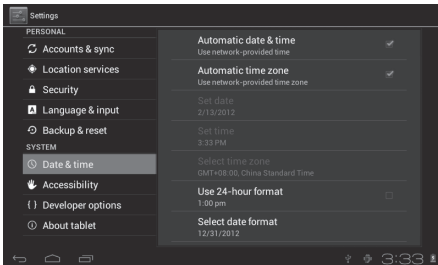 Settings
PERSONAL
Accounts & sync
Location services
Security
A Language & input
Backup & reset
SYSTEM
Date & time
Accessibility
{ } Developer options
About tablet
Automatic date & time
Use network-provided time
Automatic time zone
Use network-provided time zone
Set date
2/13/2012
Set time
3:33 PM
Select time zone
GMT+08:00, China Standard Time
Use 24-hour format
1:00 pm
Select date format
12/31/2012
3:33